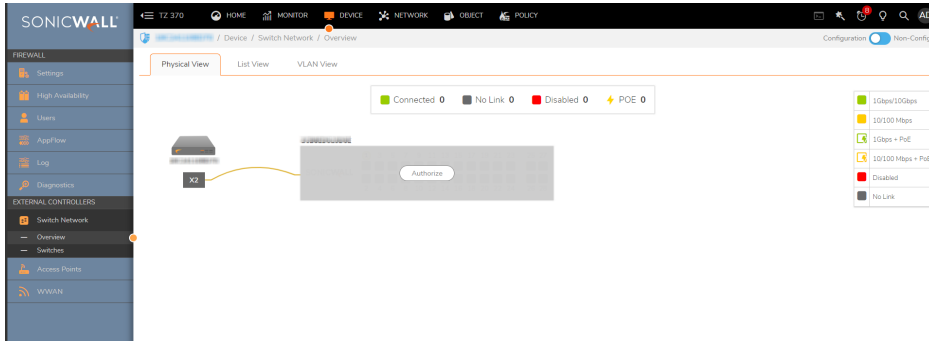 SONICWALL
TZ 370
HOME
MONITOR
DEVICE
NETWORK
OBJECT
POLICY
8
AD
/ Device / Switch Network / Overview
Configuration
Non-Config
FIREWALL
Settings
High Availability
Users
AppFlow
Log
Diagnostics
EXTERNAL CONTROLLERS
Switch Network
Overview
Switches
Access Points
WWAN
Physical View
List View
VLAN View
Connected 0
No Link 0
Disabled 0
POE 0
X2
Authorize
1Gbps/10Gbps
10/100 Mbps
1Gbps + PoE
10/100 Mbps + PoE
Disabled
No Link